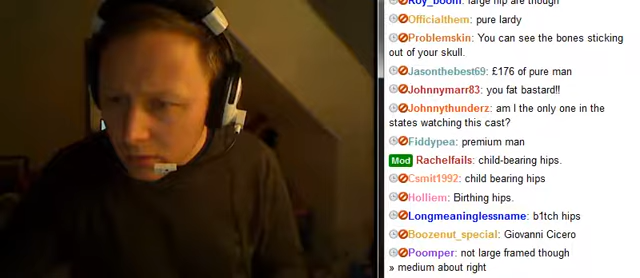 Roy_boom: large hip are though
Officialthem: pure lardy
Problemskin: You can see the bones sticking
out of your skull.
Jasonthebest69: £176 of pure man
Johnnymarr83: you fat bastard!!
Johnnythunderz: am I the only one in the
states watching this cast?
Fiddypea: premium man
Mod Rachelfails: child-bearing hips.
Csmit1992: child bearing hips
Holliem: Birthing hips.
Longmeaninglessname: b1tch hips
Boozenut_special: Giovanni Cicero
Poomper: not large framed though
» medium about right